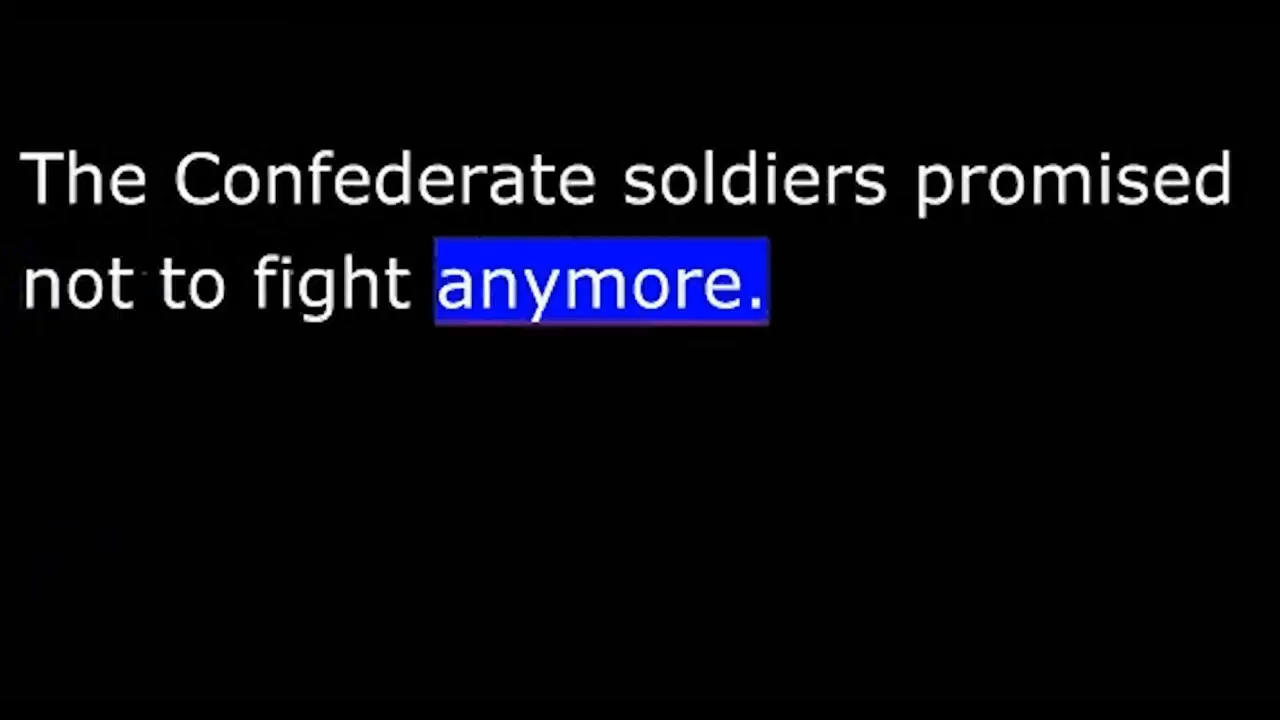 The Confederate soldiers promised
not to fight anymore.